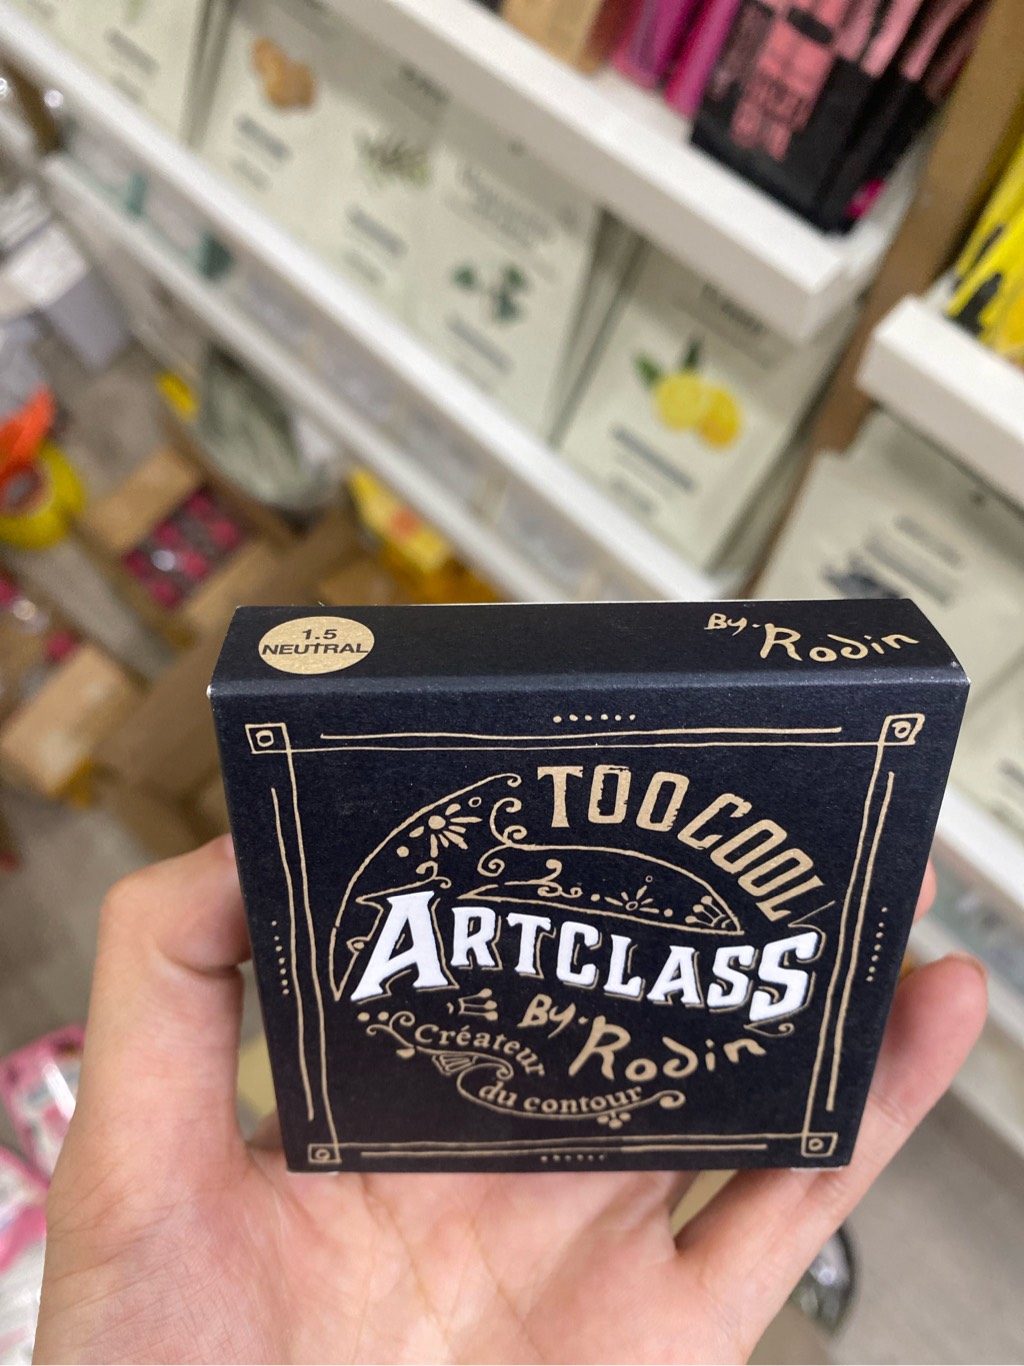 1.5
NEUTRAL
By. Rodin
TOO COOL
ARTCLASS
By. Rodin
Créateur
du contour